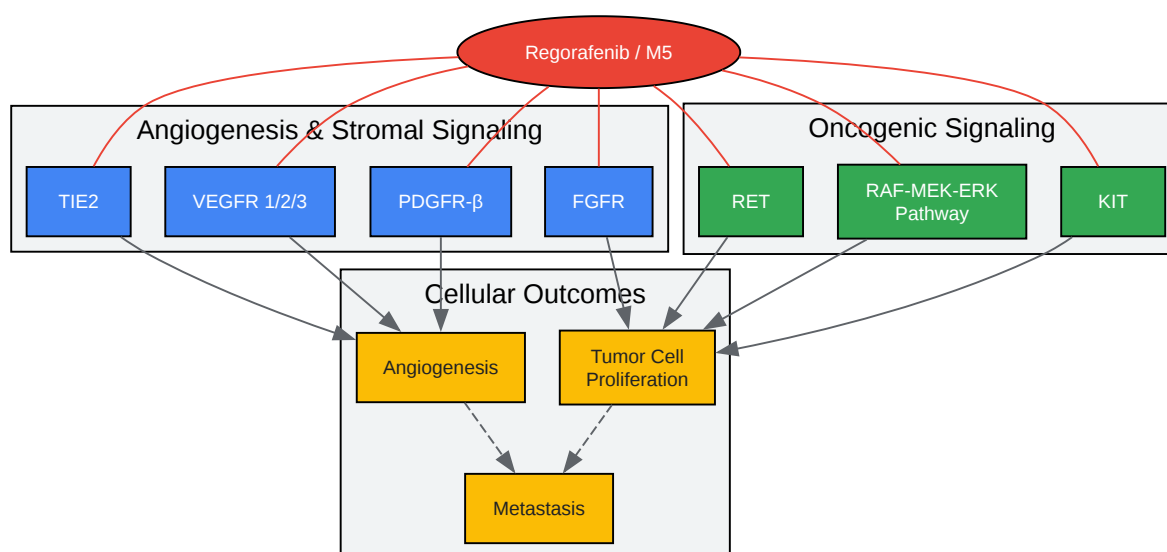 Regorafenib / M5
Angiogenesis & Stromal Signaling
Oncogenic Signaling
TIE2
VEGFR 1/2/3
PDGFR-β
FGFR
RET
RAF-MEK-ERK
Pathway
KIT
Cellular Outcomes
Angiogenesis
Tumor Cell
Proliferation
Metastasis